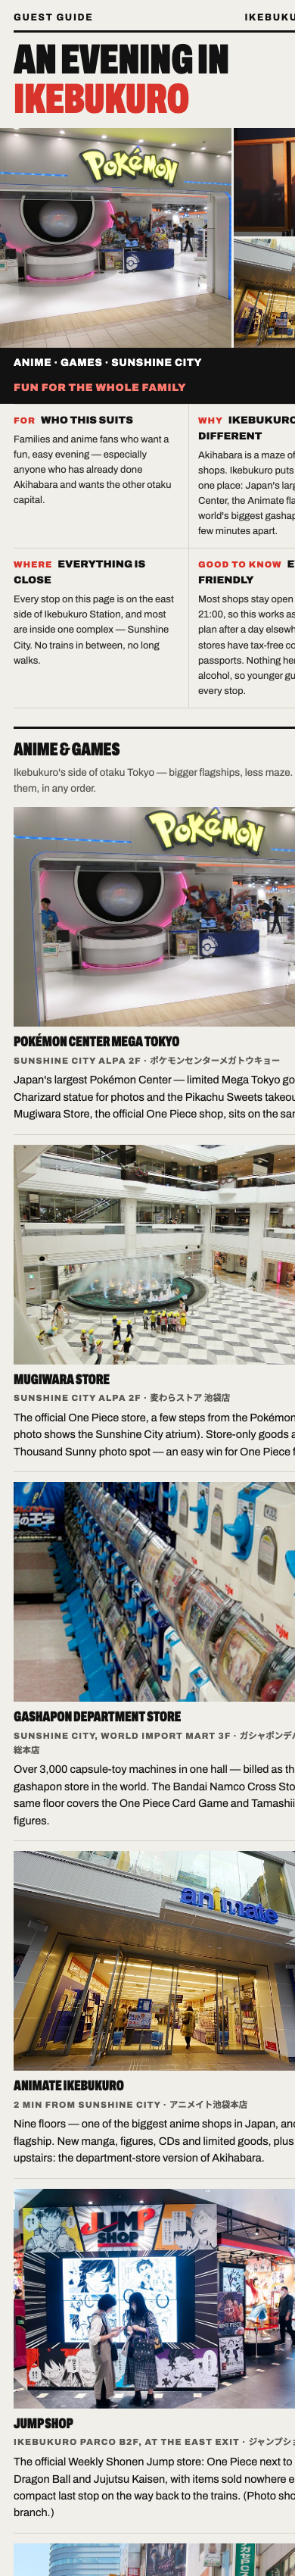 GUEST GUIDE
IKEBUKU
AN EVENING IN
IKEBUKURO
Pokémon
ANIME · GAMES · SUNSHINE CITY
FUN FOR THE WHOLE FAMILY
FOR WHO THIS SUITS
Families and anime fans who want a
fun, easy evening — especially
anyone who has already done
Akihabara and wants the other otaku
capital.
WHY IKEBUKURO
DIFFERENT
Akihabara is a maze of
shops. Ikebukuro puts
one place: Japan's larg
Center, the Animate fla
world's biggest gashap
few minutes apart.
WHERE EVERYTHING IS
CLOSE
Every stop on this page is on the east
side of Ikebukuro Station, and most
are inside one complex — Sunshine
City. No trains in between, no long
walks.
GOOD TO KNOW E
FRIENDLY
Most shops stay open
21:00, so this works as
plan after a day elsewh
stores have tax-free co
passports. Nothing her
alcohol, so younger gu
every stop.
ANIME & GAMES
Ikebukuro's side of otaku Tokyo — bigger flagships, less maze.
them, in any order.
Pokémon
POKÉMON CENTER MEGA TOKYO
SUNSHINE CITY ALPA 2F · ポケモンセンターメガトウキョー
Japan's largest Pokémon Center — limited Mega Tokyo go
Charizard statue for photos and the Pikachu Sweets takeou
Mugiwara Store, the official One Piece shop, sits on the sam
MUGIWARA STORE
SUNSHINE CITY ALPA 2F · 麦わらストア 池袋店
The official One Piece store, a few steps from the Pokémon
photo shows the Sunshine City atrium). Store-only goods a
Thousand Sunny photo spot — an easy win for One Piece f
GASHAPON DEPARTMENT STORE
SUNSHINE CITY, WORLD IMPORT MART 3F · ガシャポンデパ
総本店
Over 3,000 capsule-toy machines in one hall — billed as th
gashapon store in the world. The Bandai Namco Cross Sto
same floor covers the One Piece Card Game and Tamashii
figures.
animate
ANIMATE IKEBUKURO
2 MIN FROM SUNSHINE CITY · アニメイト池袋本店
Nine floors — one of the biggest anime shops in Japan, and
flagship. New manga, figures, CDs and limited goods, plus
upstairs: the department-store version of Akihabara.
JUMP
SHOP
JUMP SHOP
IKEBUKURO PARCO B2F, AT THE EAST EXIT · ジャンプショ
The official Weekly Shonen Jump store: One Piece next to
Dragon Ball and Jujutsu Kaisen, with items sold nowhere e
compact last stop on the way back to the trains. (Photo sho
branch.)